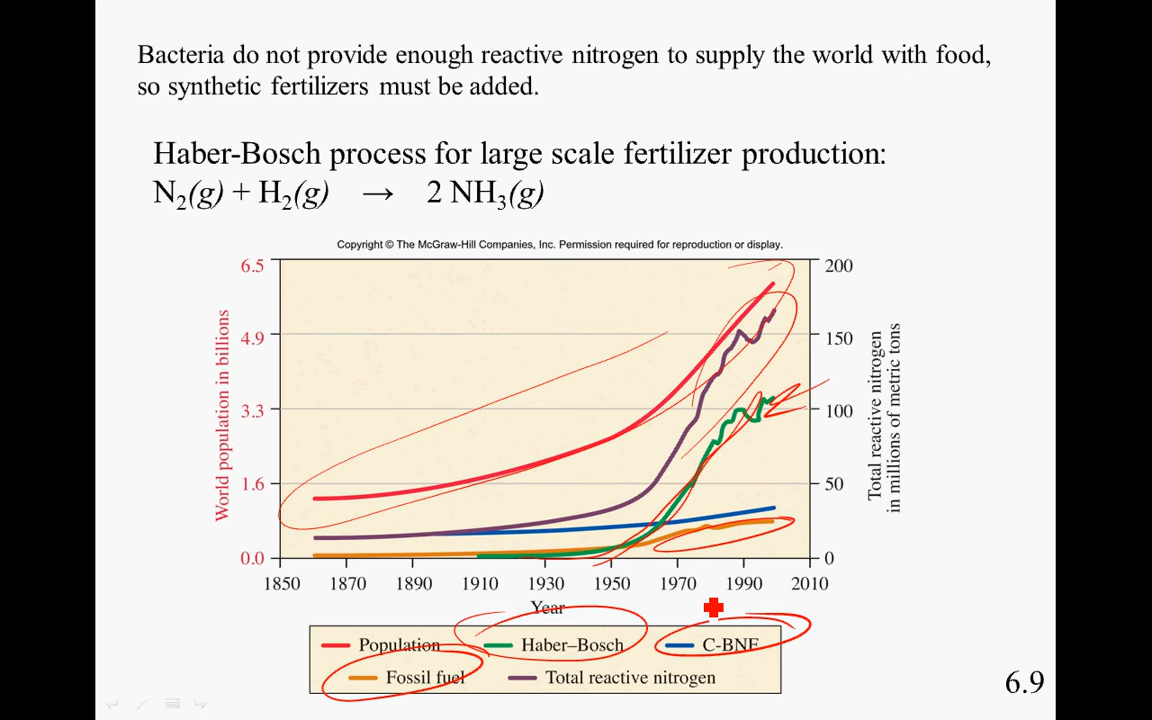 Bacteria do not provide enough reactive nitrogen to supply the world with food,
so synthetic fertilizers must be added.
Haber-Bosch process for large scale fertilizer production:
N₂(g) + H₂(g) → 2 NH₃(g)
Copyright © The McGraw-Hill Companies, Inc. Permission required for reproduction or display.
World population in billions
6.5
4.9
3.3
1.6
0.0
200
150
100
50
0
Total reactive nitrogen
in millions of metric tons
1850 1870 1890 1910 1930 1950 1970 1990 2010
Year
Population Haber–Bosch C-BNF
Fossil fuel Total reactive nitrogen
6.9